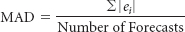 MAD = Σ|eᵢ| / Number of Forecasts